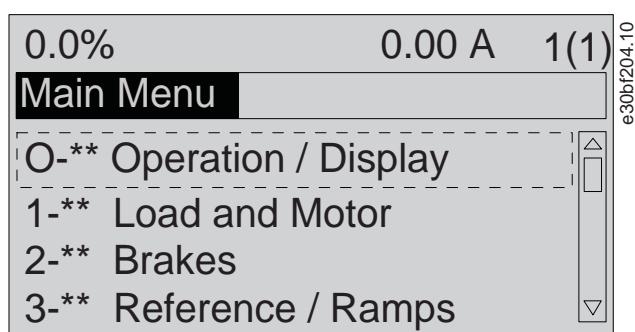 0.0% 0.00 A 1(1)
Main Menu
O-** Operation / Display
1-** Load and Motor
2-** Brakes
3-** Reference / Ramps
e30bf204.10